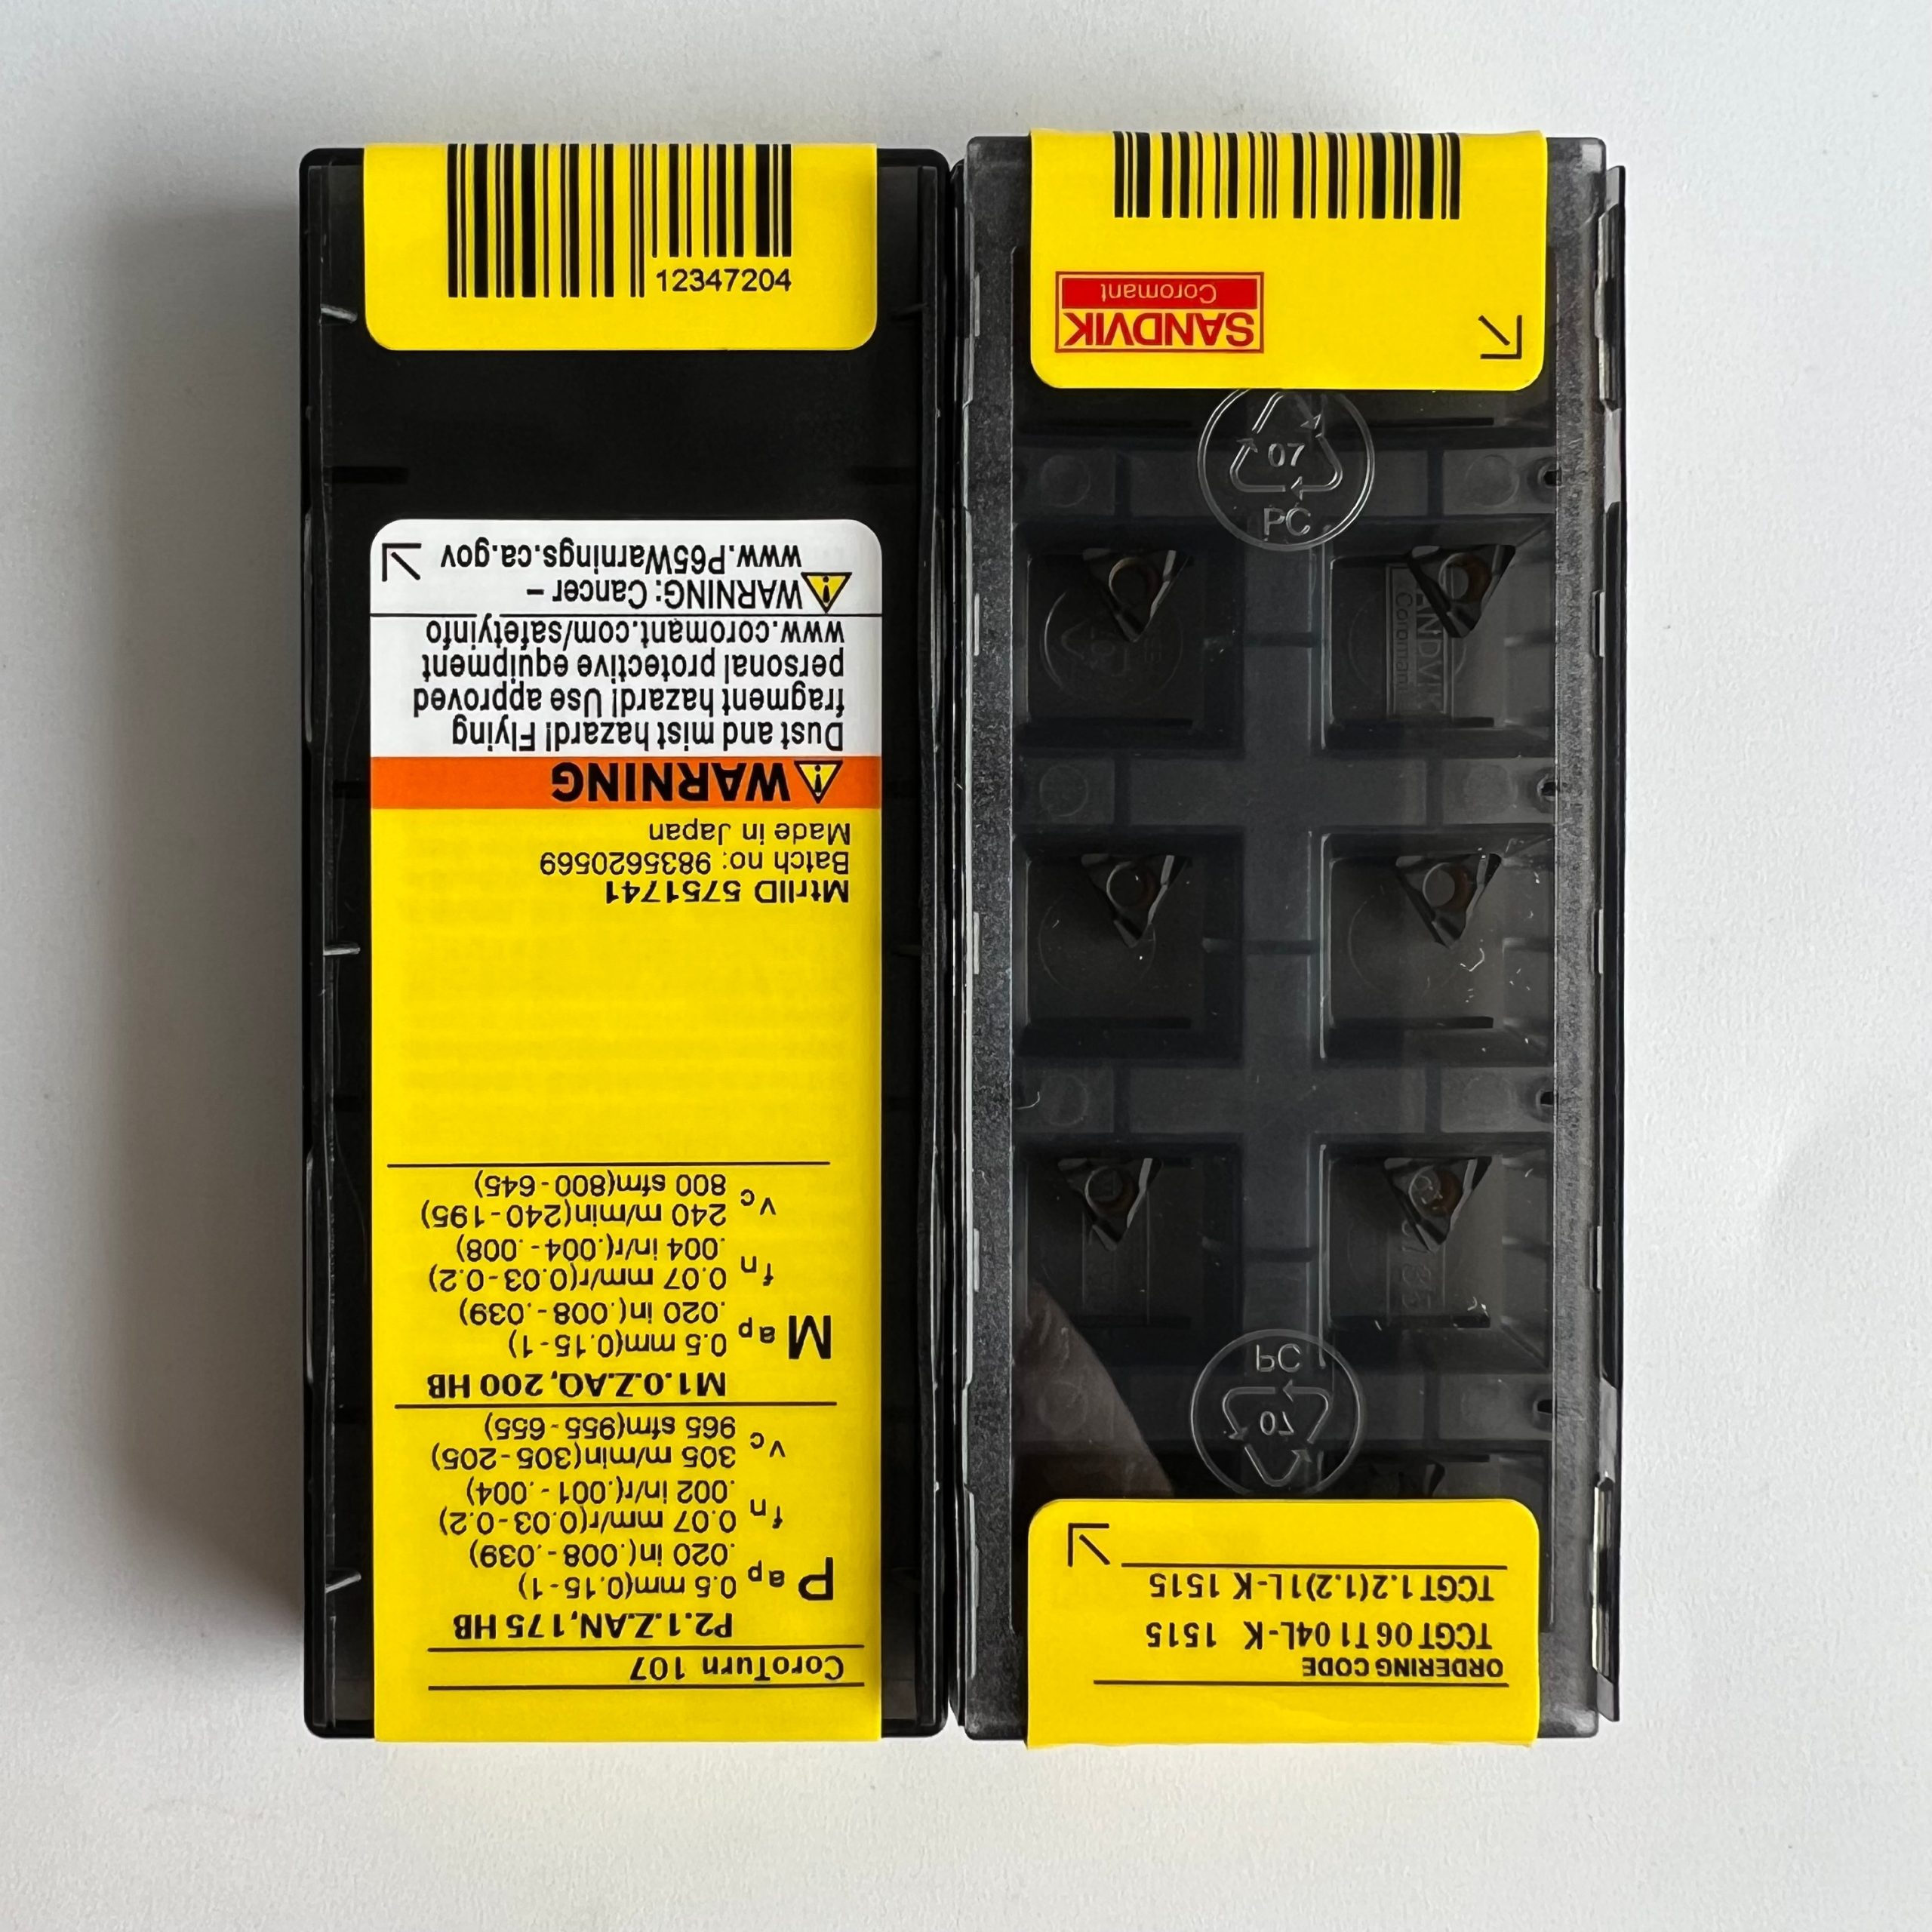 12347204
CoroTurn 107
P2.1.Z.AN,175 HB
P ap 0.5 mm(0.15-1)
.020 in(.008-.039)
fn 0.07 mm/r(0.03-0.2)
.002 in/r(.001-.004)
vc 305 m/min(305-205)
965 sfm(955-655)
M1.0.Z.AQ,200 HB
M ap 0.5 mm(0.15-1)
.020 in(.008-.039)
fn 0.07 mm/r(0.03-0.2)
.004 in/r(.004-.008)
vc 240 m/min(240-195)
800 sfm(800-645)
MtrlID 5751741
Batch no: 9835620569
Made in Japan
WARNING
Dust and mist hazard! Flying
fragment hazard! Use approved
personal protective equipment
www.coromant.com/safetyinfo
WARNING: Cancer –
www.P65Warnings.ca.gov
ORDERING CODE
TCGT 06 T1 04L-K 1515
TCGT1.2(1.2)1L-K 1515
07
PC
SANDVIK
Coromant
07
PC
SANDVIK
Coromant